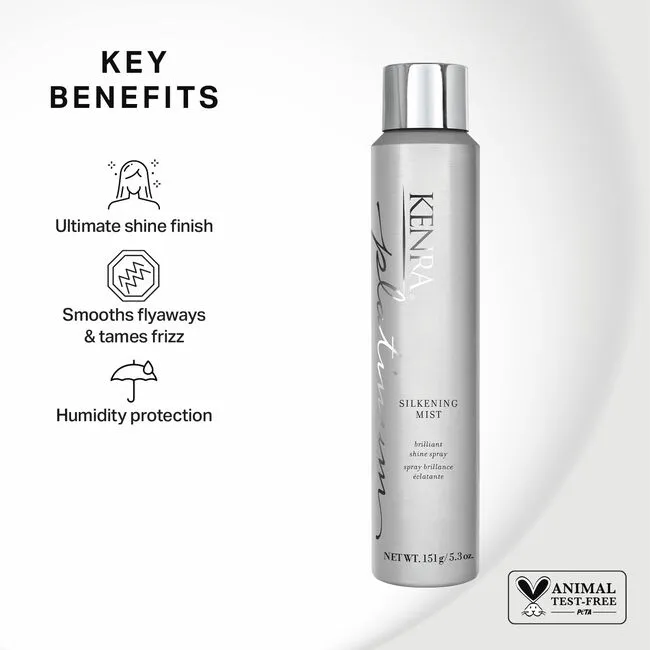 KEY
BENEFITS
Ultimate shine finish
Smooths flyaways
& tames frizz
Humidity protection
KENRA®
platinum
SILKENING
MIST
brilliant
shine spray
spray brillance
éclatante
NET WT. 151 g/5.3 oz.
ANIMAL
TEST-FREE
PETA